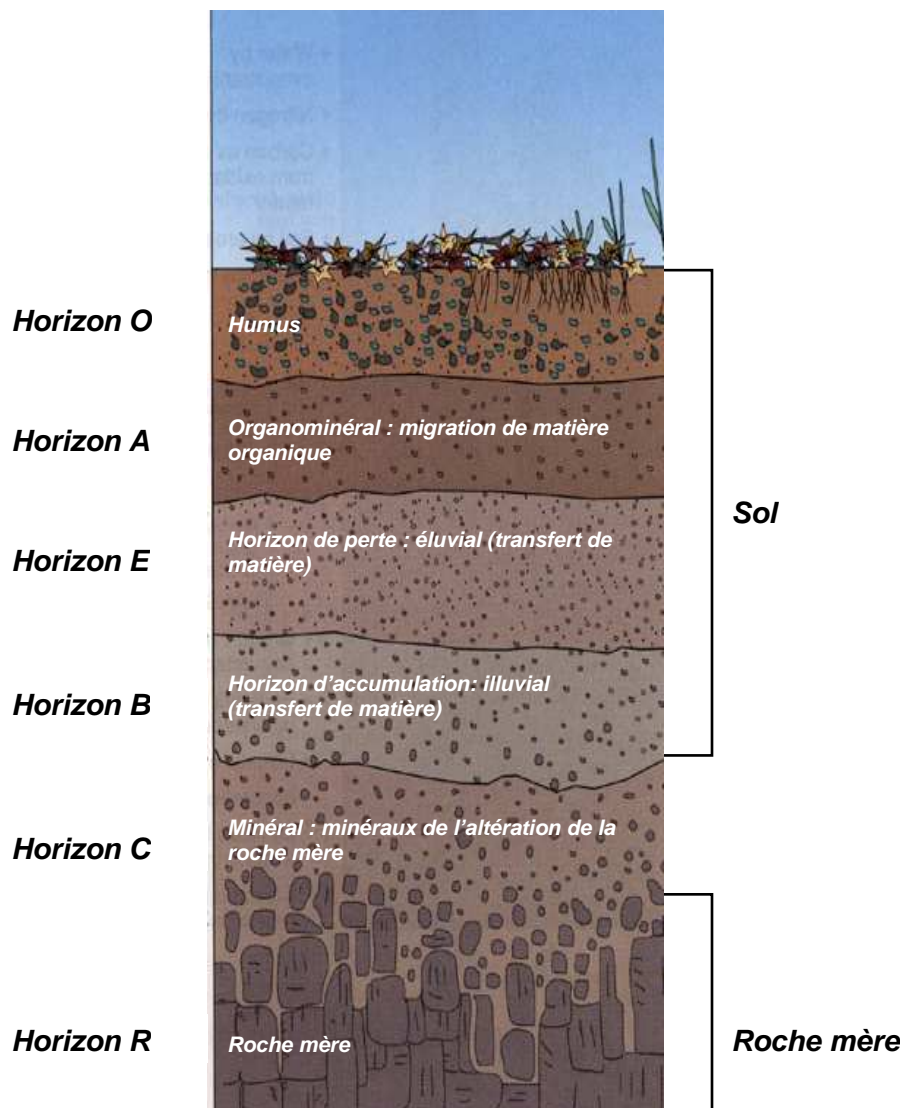 Horizon O
Humus
Horizon A
Organominéral : migration de matière
organique
Horizon E
Horizon de perte : éluvial (transfert de
matière)
Sol
Horizon B
Horizon d'accumulation: illuvial
(transfert de matière)
Horizon C
Minéral : minéraux de l'altération de la
roche mère
Horizon R
Roche mère
Roche mère